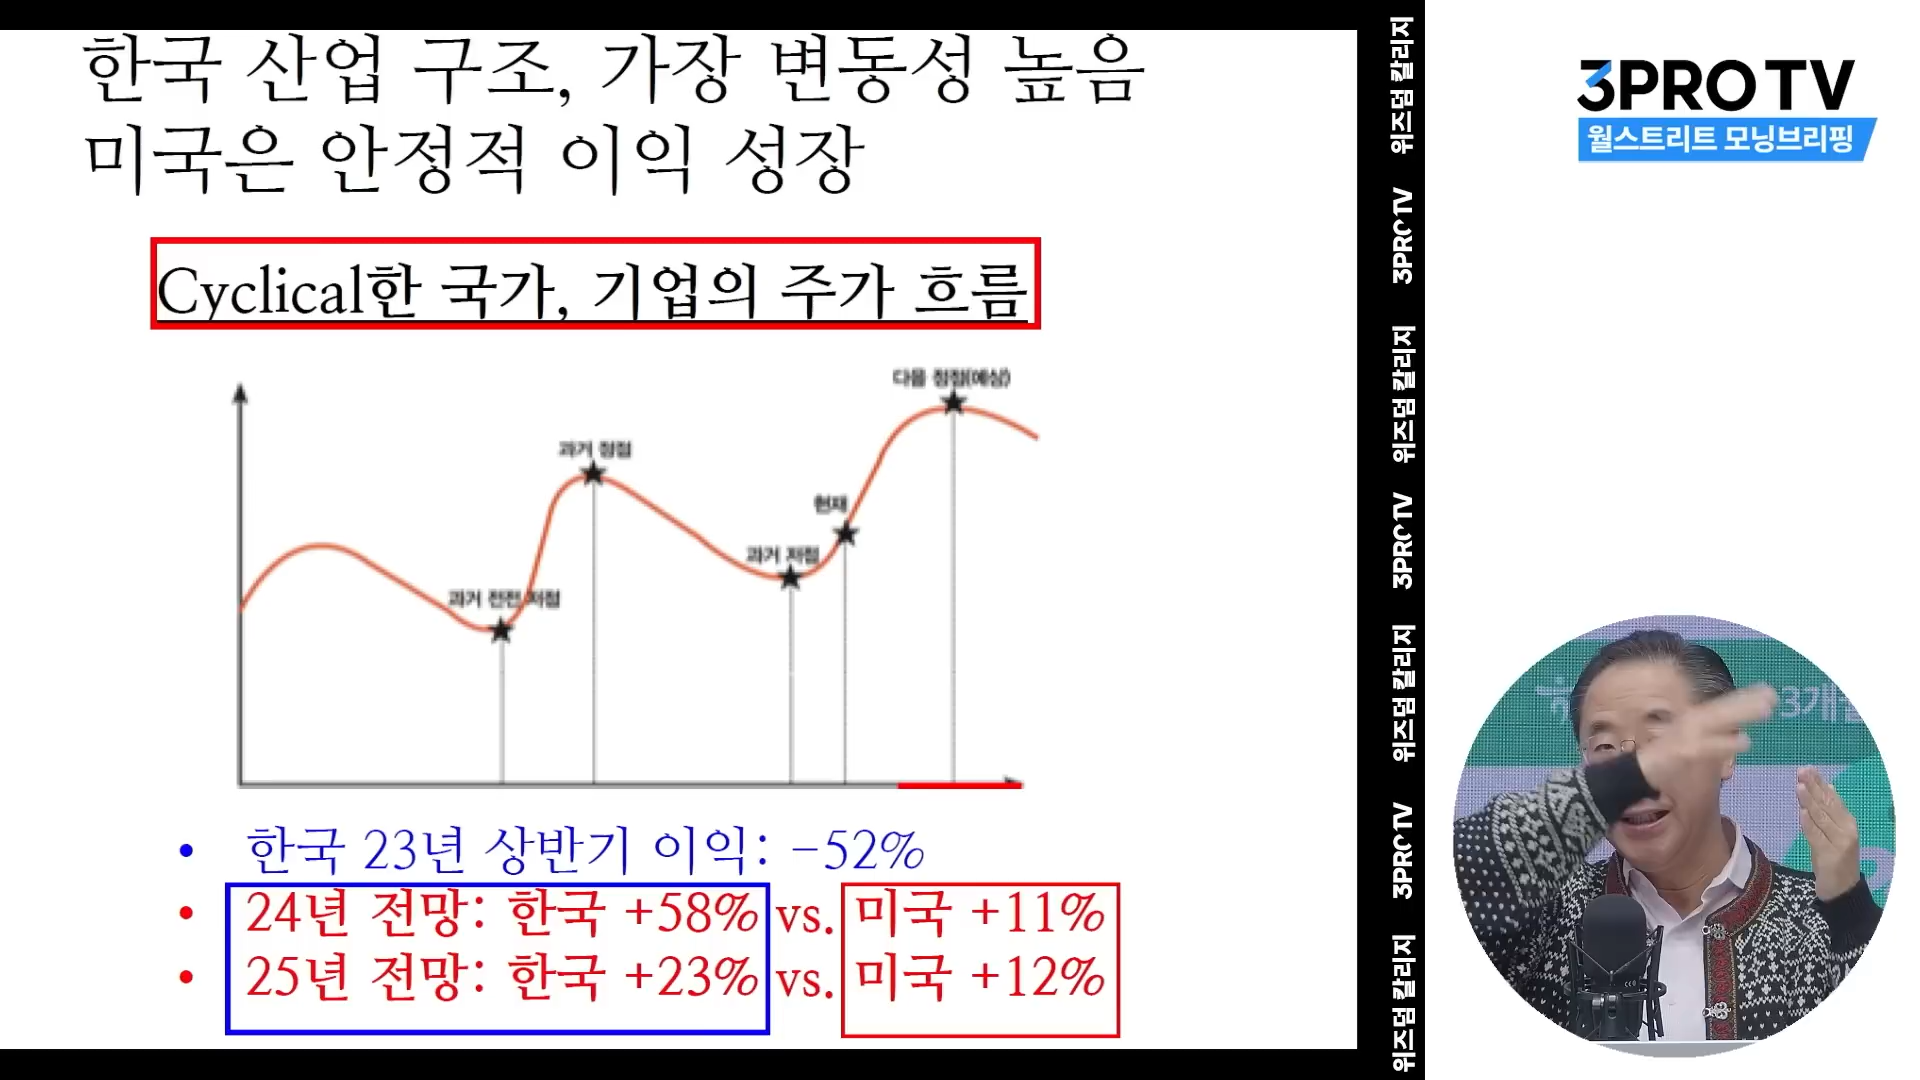 한국 산업 구조, 가장 변동성 높음
미국은 안정적 이익 성장
Cyclical한 국가, 기업의 주가 흐름
다음 정점(예상)
과거 정점
현재
과거 저점
과거 전전 저점
• 한국 23년 상반기 이익: -52%
• 24년 전망: 한국 +58% vs. 미국 +11%
• 25년 전망: 한국 +23% vs. 미국 +12%
위즈덤 칼리지
3PRO TV
위즈덤 칼리지
3PRO TV
위즈덤 칼리지
3PRO TV
위즈덤 칼리지
3PRO TV
월스트리트 모닝브리핑